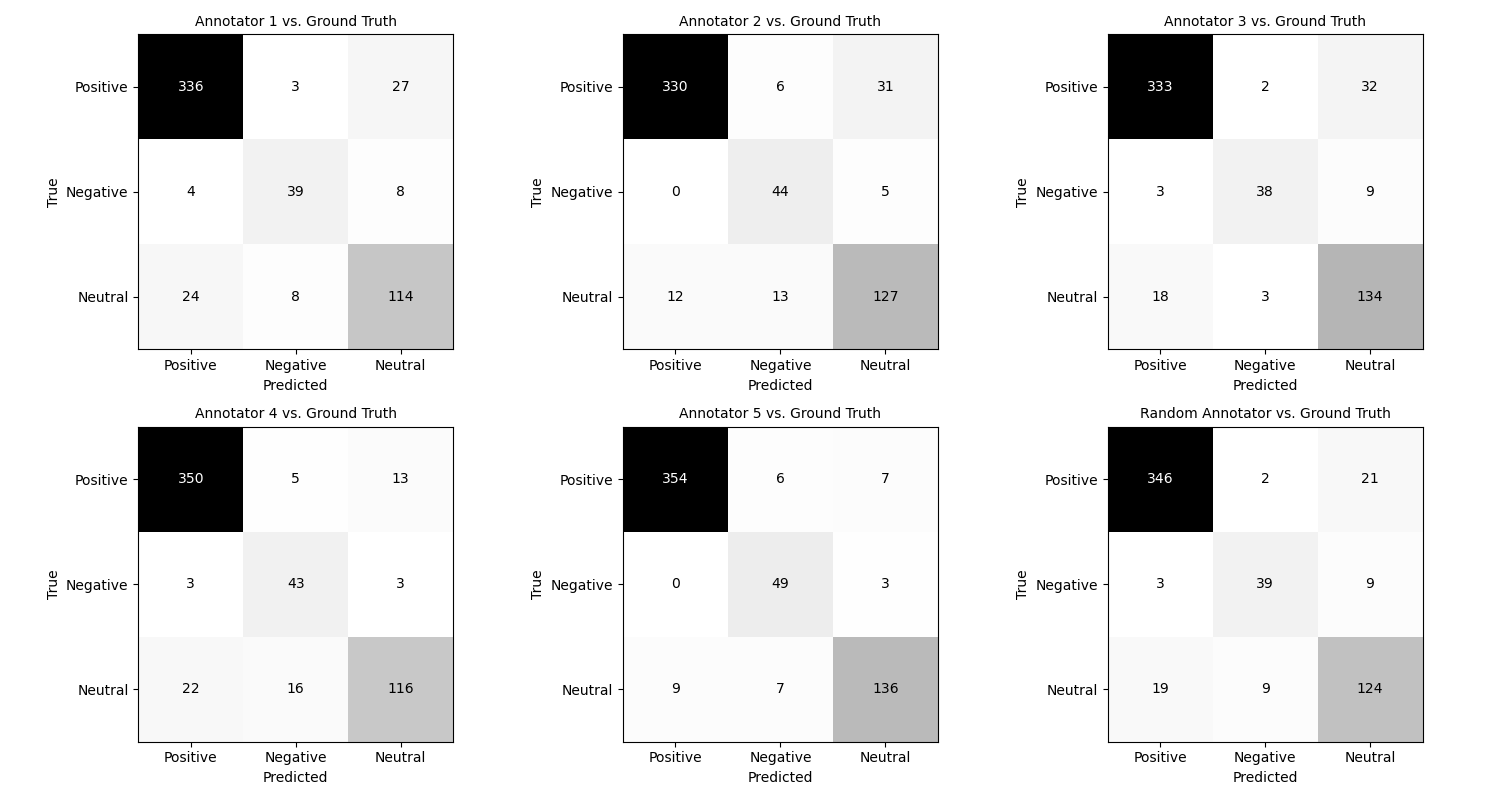 Annotator 1 vs. Ground Truth
True
Positive 336 3 27
Negative 4 39 8
Neutral 24 8 114
Positive Negative Neutral
Predicted
Annotator 2 vs. Ground Truth
True
Positive 330 6 31
Negative 0 44 5
Neutral 12 13 127
Positive Negative Neutral
Predicted
Annotator 3 vs. Ground Truth
True
Positive 333 2 32
Negative 3 38 9
Neutral 18 3 134
Positive Negative Neutral
Predicted
Annotator 4 vs. Ground Truth
True
Positive 350 5 13
Negative 3 43 3
Neutral 22 16 116
Positive Negative Neutral
Predicted
Annotator 5 vs. Ground Truth
True
Positive 354 6 7
Negative 0 49 3
Neutral 9 7 136
Positive Negative Neutral
Predicted
Random Annotator vs. Ground Truth
True
Positive 346 2 21
Negative 3 39 9
Neutral 19 9 124
Positive Negative Neutral
Predicted